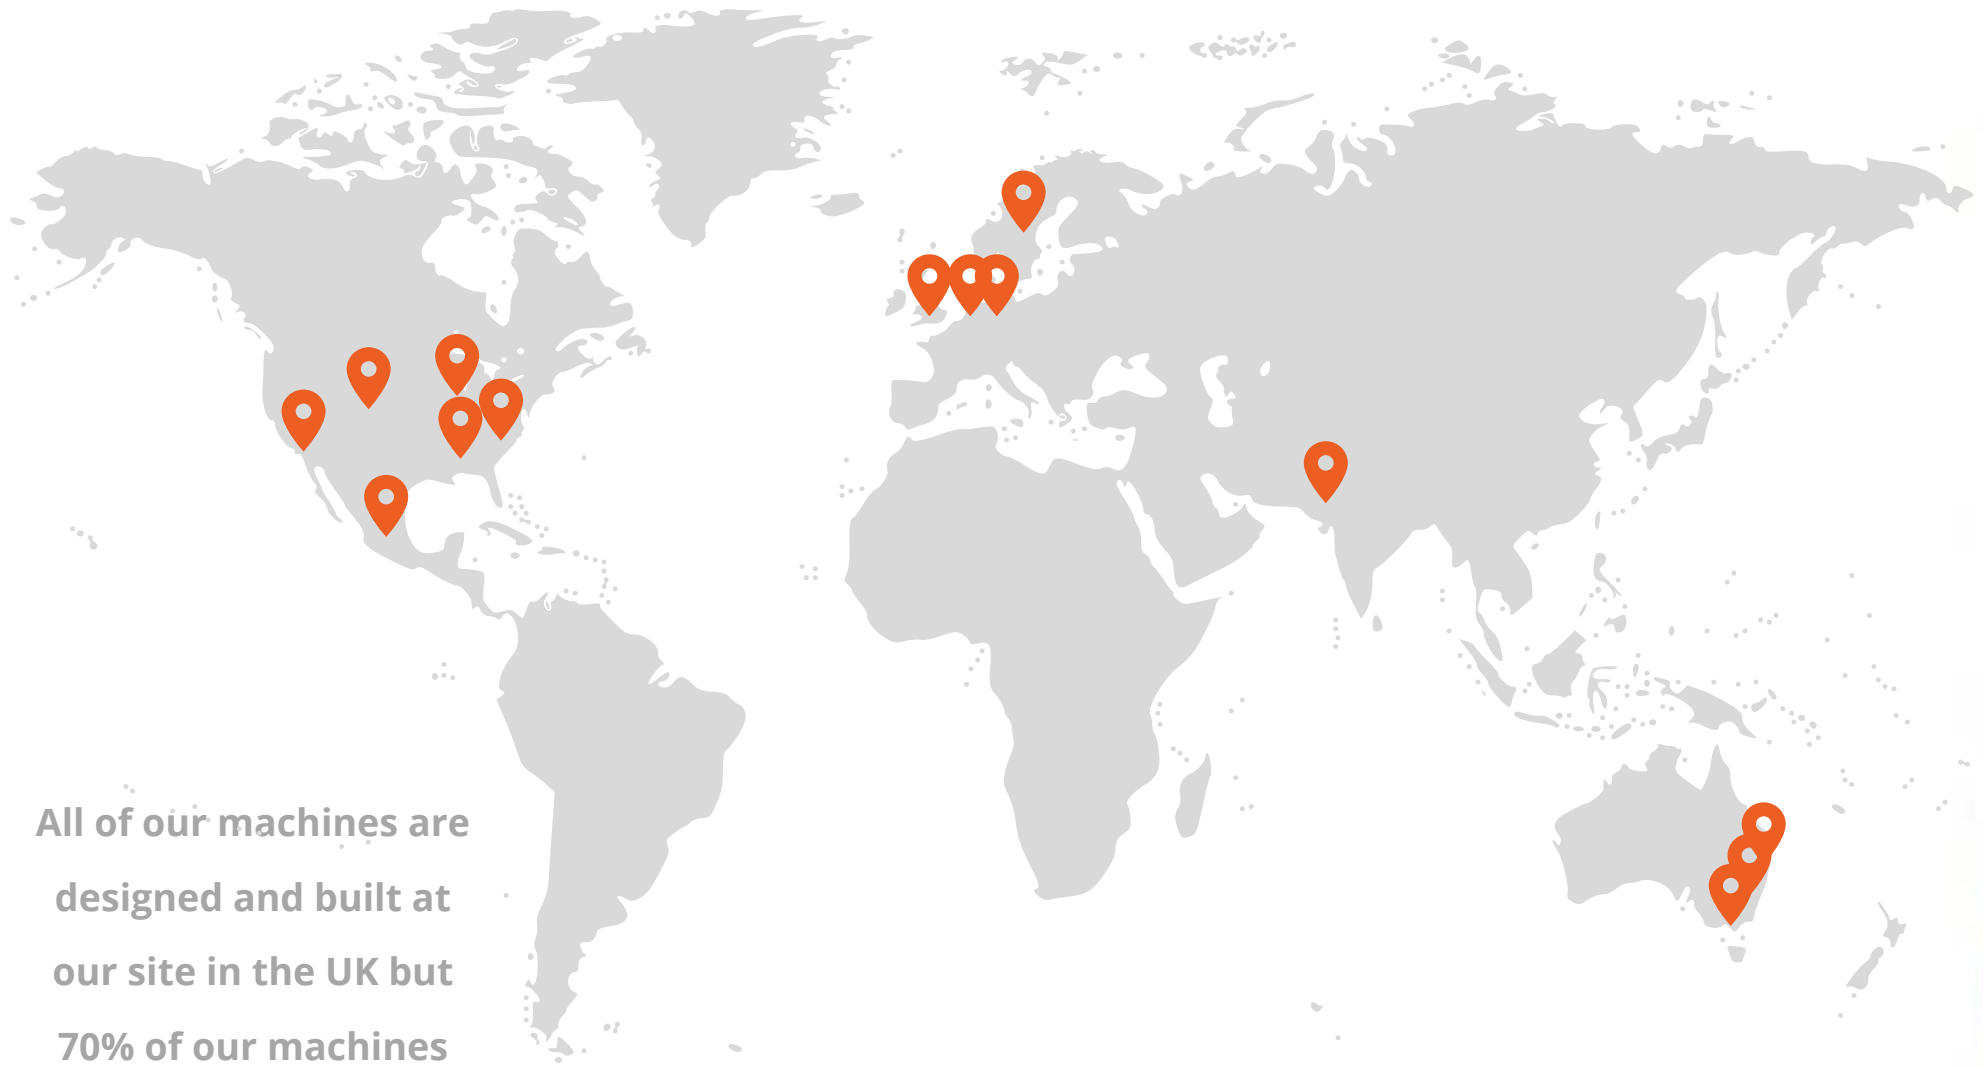 All of our machines are
designed and built at
our site in the UK but
70% of our machines